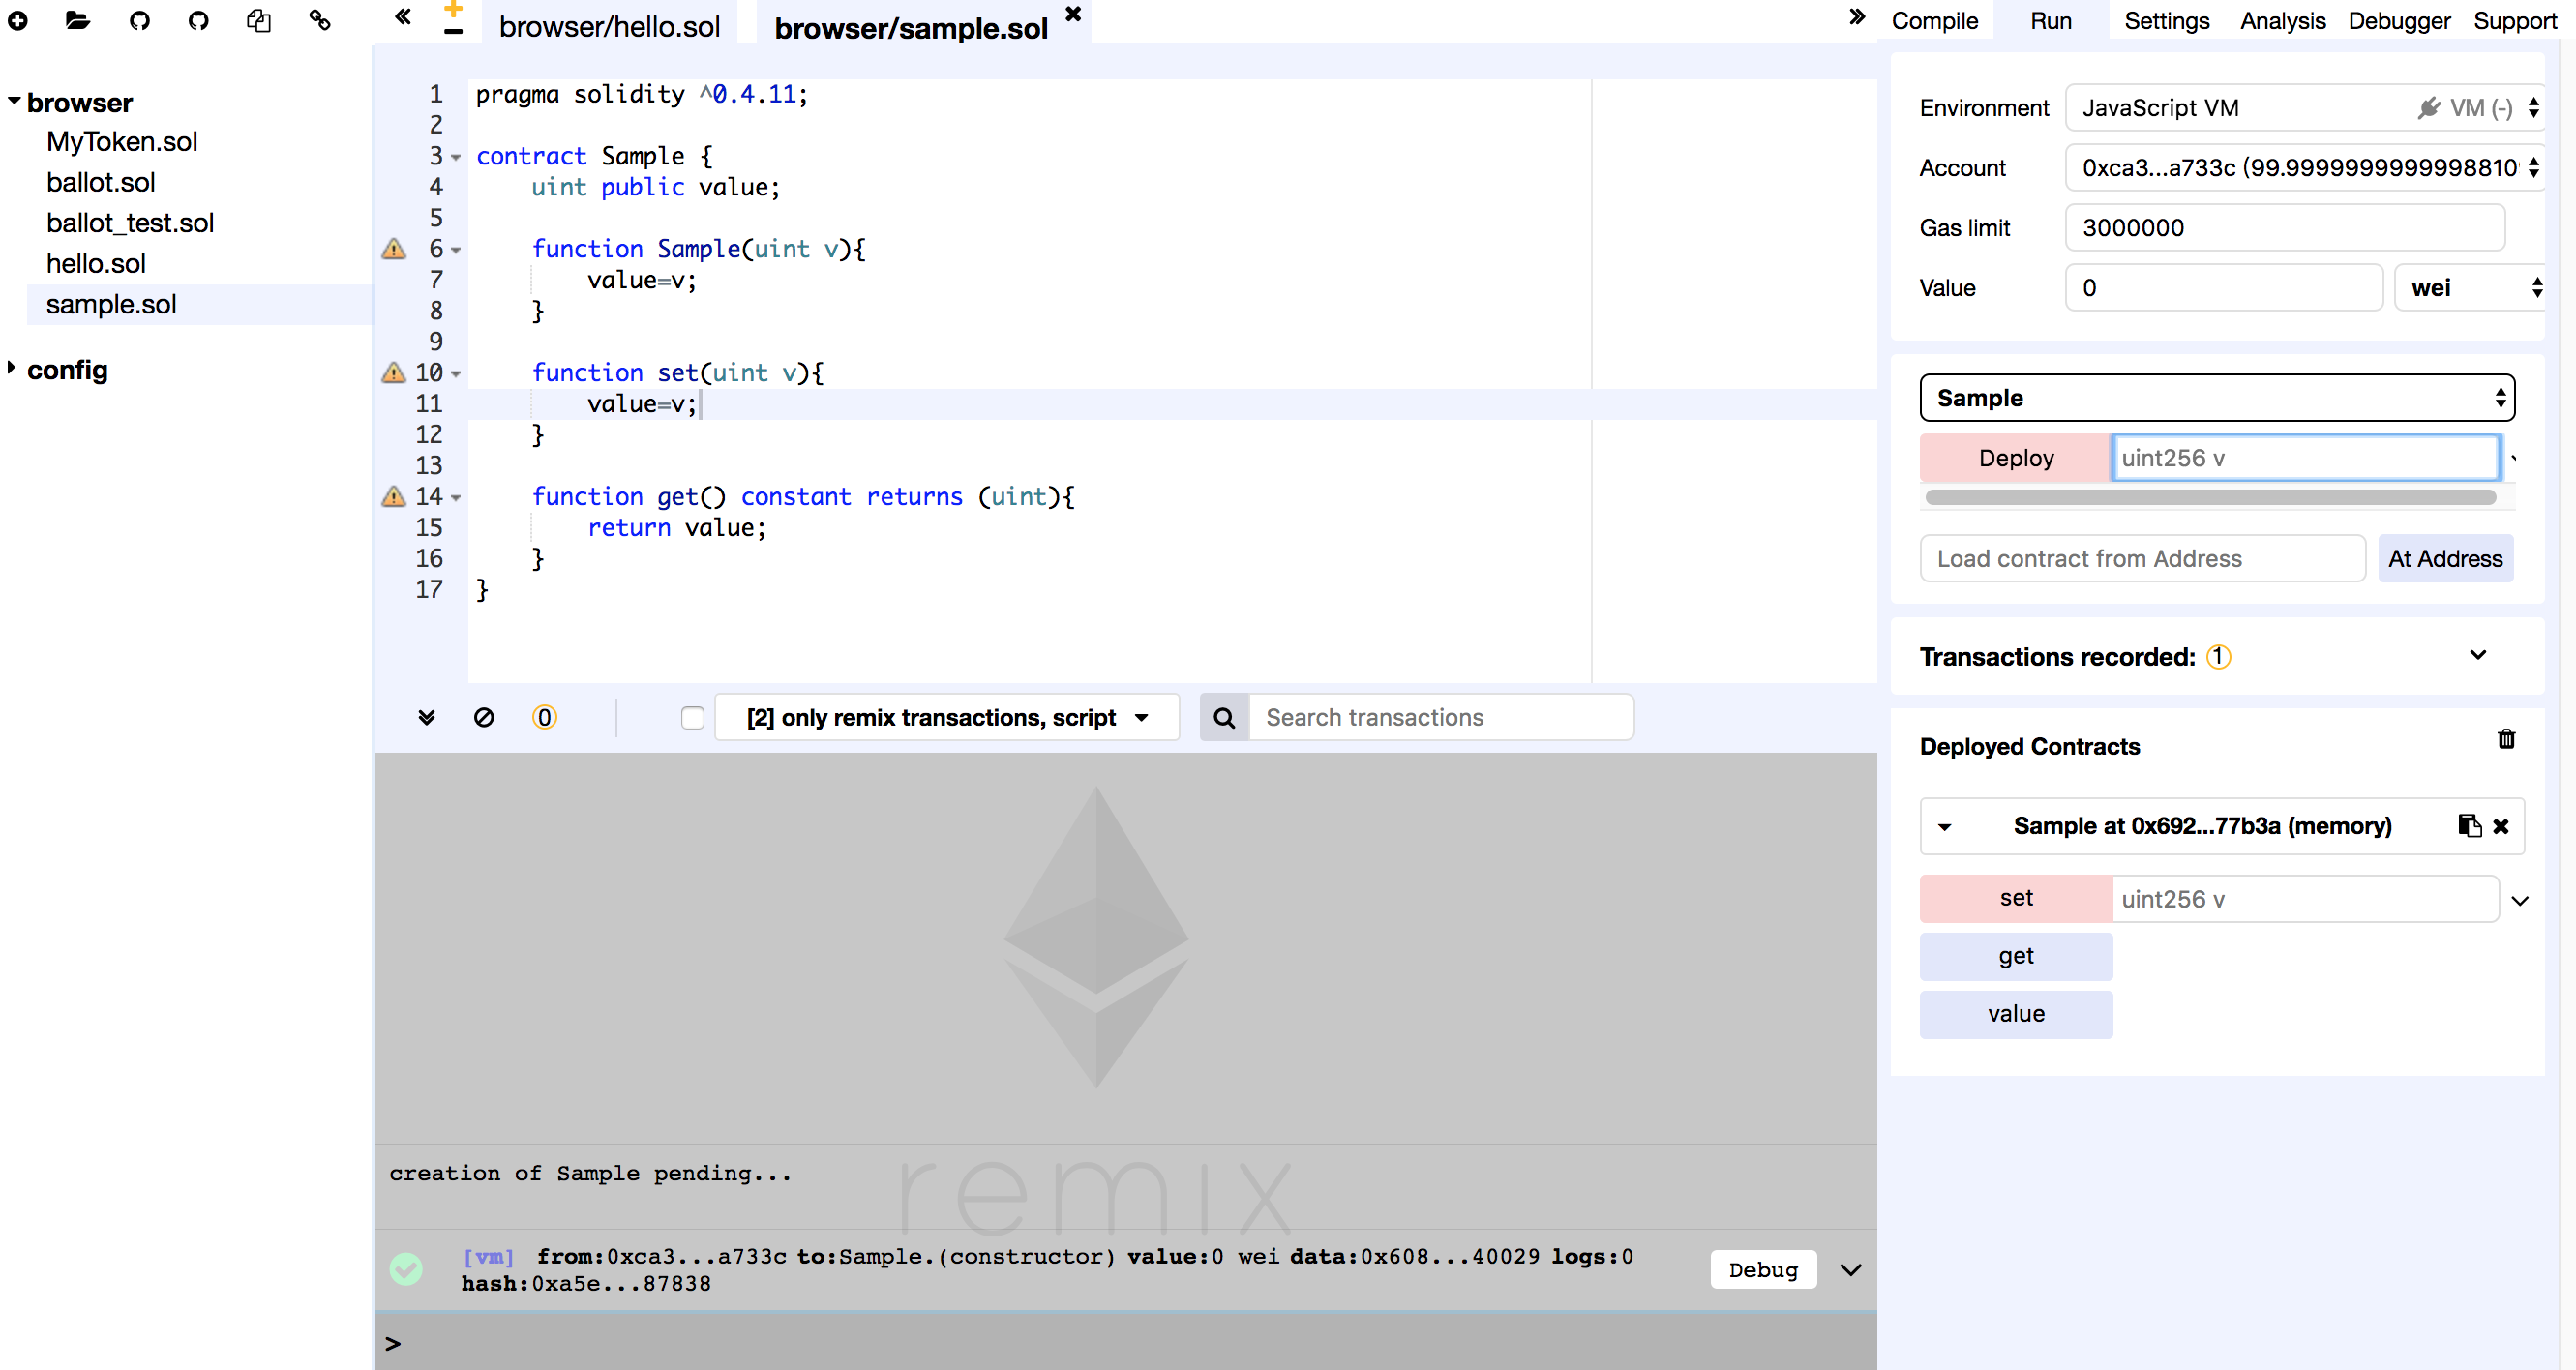 browser/hello.sol
browser/sample.sol
Compile
Run
Settings
Analysis
Debugger
Support
browser
MyToken.sol
ballot.sol
ballot_test.sol
hello.sol
sample.sol
config
1 pragma solidity ^0.4.11;
2
3 contract Sample {
4 uint public value;
5
6 function Sample(uint v){
7 value=v;
8 }
9
10 function set(uint v){
11 value=v;
12 }
13
14 function get() constant returns (uint){
15 return value;
16 }
17 }
0
[2] only remix transactions, script
Search transactions
remix
creation of Sample pending...
[vm] from:0xca3...a733c to:Sample.(constructor) value:0 wei data:0x608...40029 logs:0
hash:0xa5e...87838
Debug
>
Environment
JavaScript VM
VM (-)
Account
0xca3...a733c (99.9999999999998810
Gas limit
3000000
Value
0
wei
Sample
Deploy
uint256 v
Load contract from Address
At Address
Transactions recorded: 1
Deployed Contracts
Sample at 0x692...77b3a (memory)
set
uint256 v
get
value